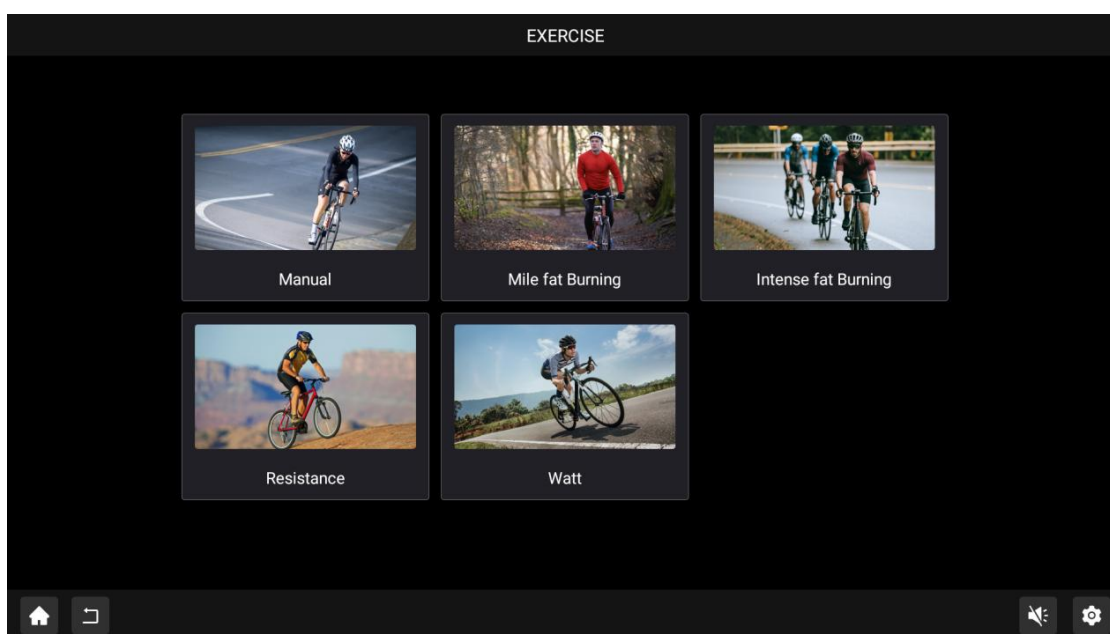 EXERCISE
Manual
Mile fat Burning
Intense fat Burning
Resistance
Watt